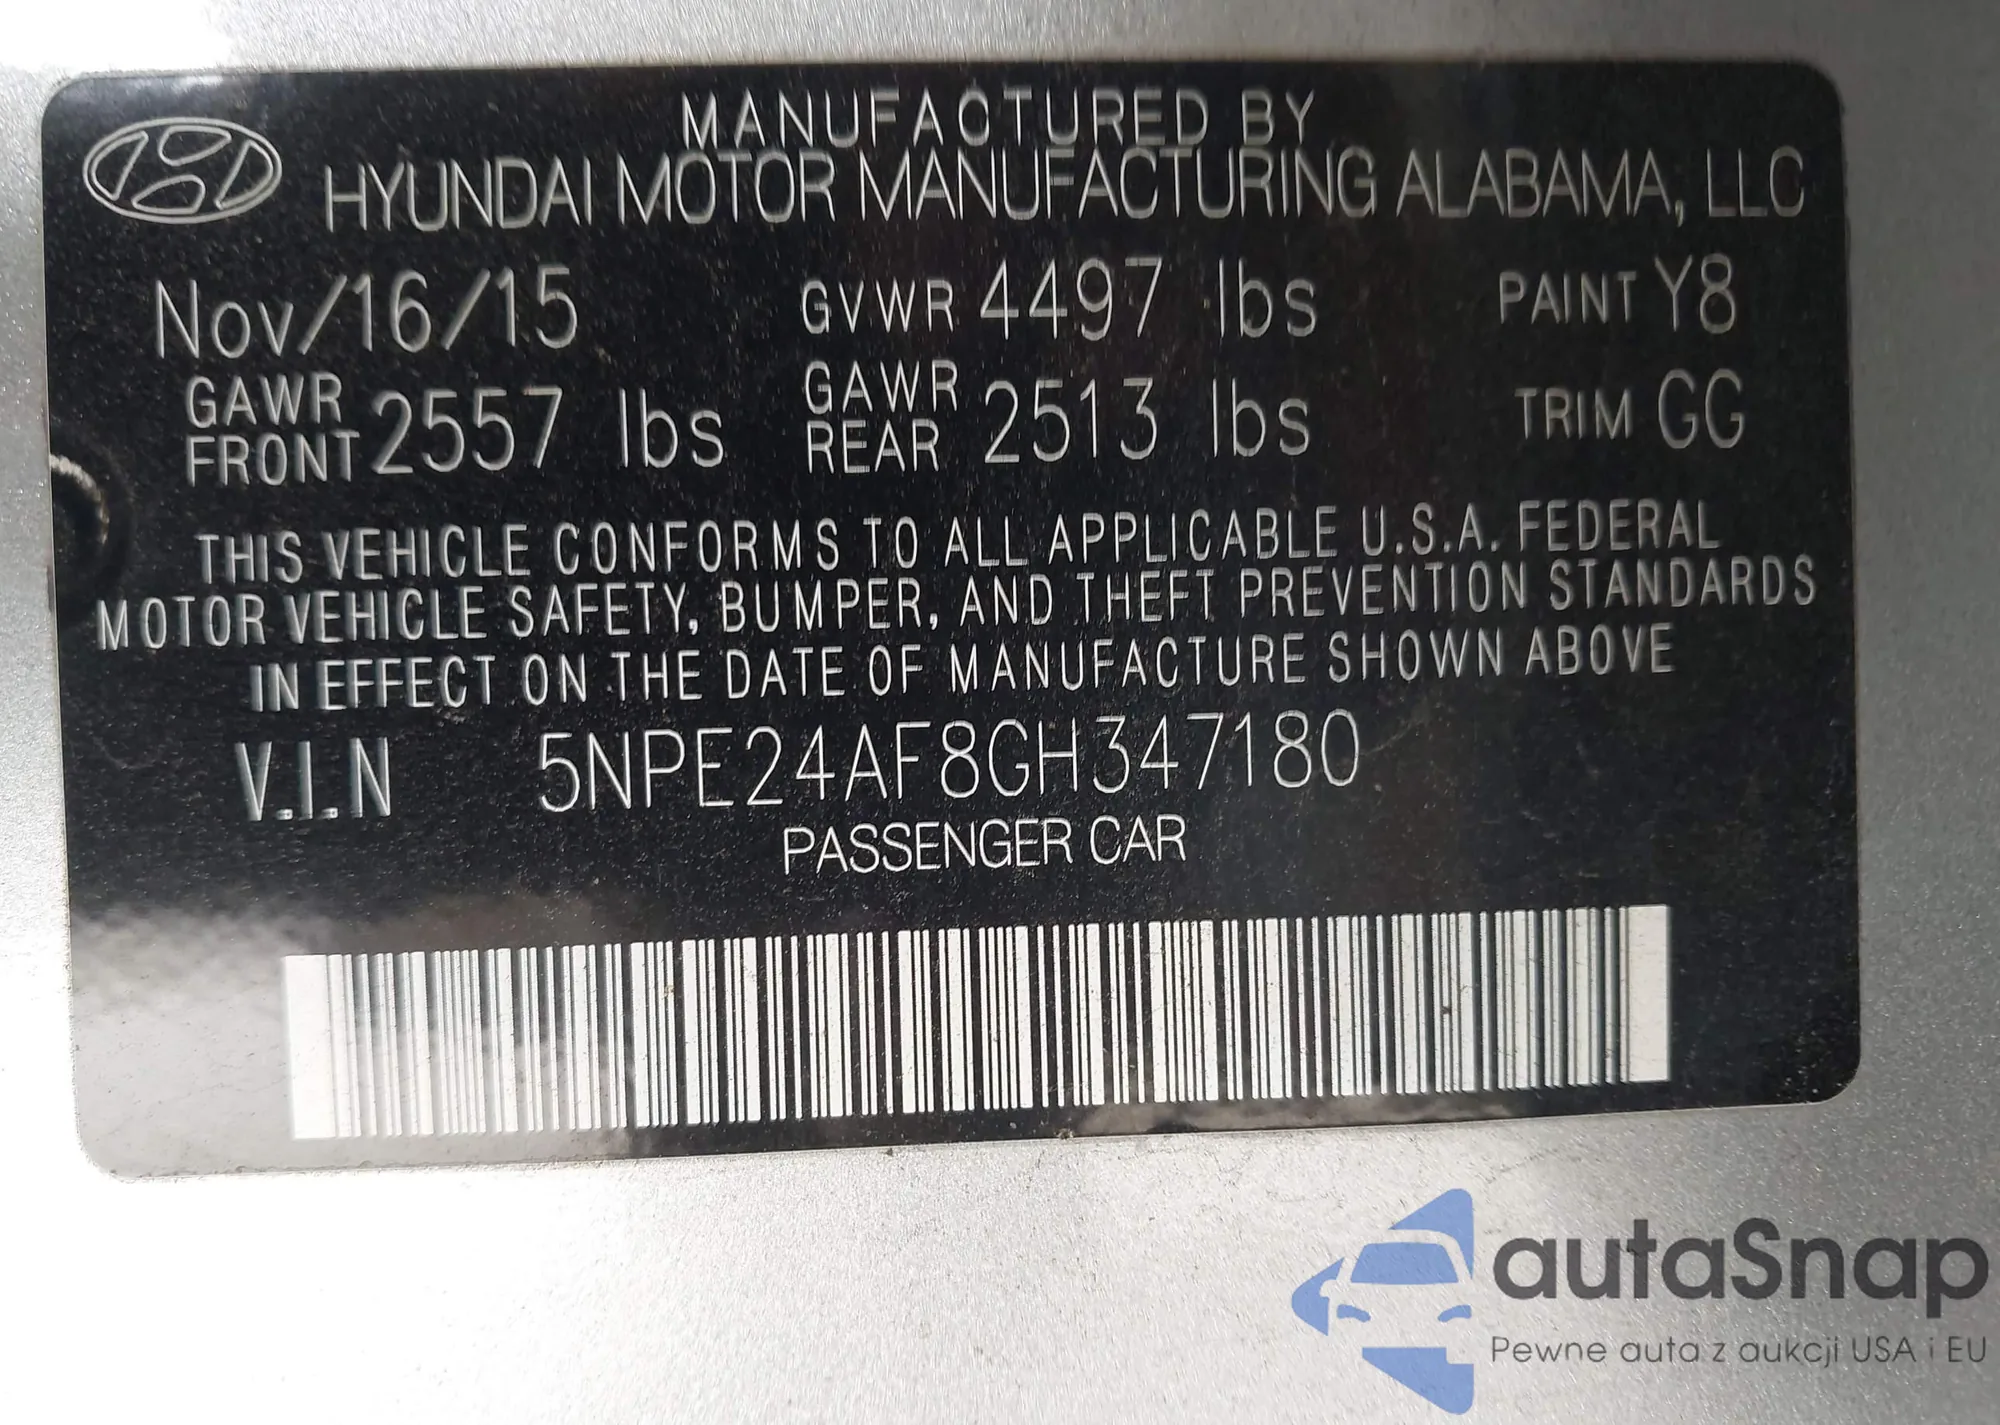 MANUFACTURED BY
HYUNDAI MOTOR MANUFACTURING ALABAMA, LLC
Nov/16/15 GVWR 4497 lbs PAINT Y8
GAWR FRONT 2557 lbs GAWR REAR 2513 lbs TRIM GG
THIS VEHICLE CONFORMS TO ALL APPLICABLE U.S.A. FEDERAL
MOTOR VEHICLE SAFETY, BUMPER, AND THEFT PREVENTION STANDARDS
IN EFFECT ON THE DATE OF MANUFACTURE SHOWN ABOVE
V.I.N 5NPE24AF8GH347180
PASSENGER CAR
autaSnap
Pewne auta z aukcji USA i EU